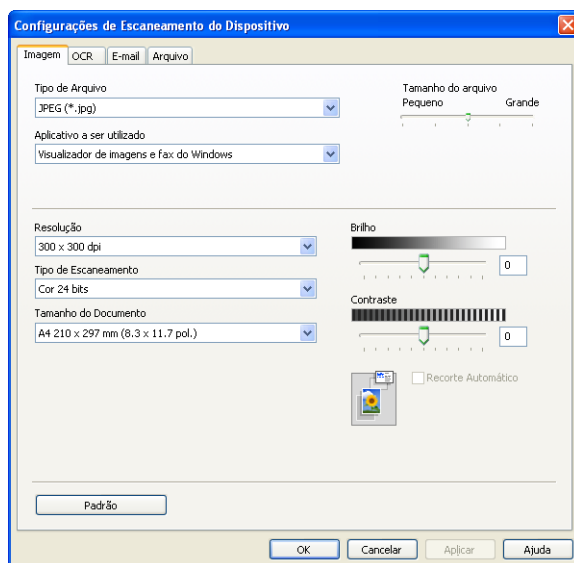 Configurações de Escaneamento do Dispositivo
Imagem OCR E-mail Arquivo
Tipo de Arquivo
JPEG (*.jpg)
Tamanho do arquivo
Pequeno Grande
Aplicativo a ser utilizado
Visualizador de imagens e fax do Windows
Resolução
300 x 300 dpi
Brilho
0
Tipo de Escaneamento
Cor 24 bits
Tamanho do Documento
A4 210 x 297 mm (8.3 x 11.7 pol.)
Contraste
0
Recorte Automático
Padrão
OK Cancelar Aplicar Ajuda